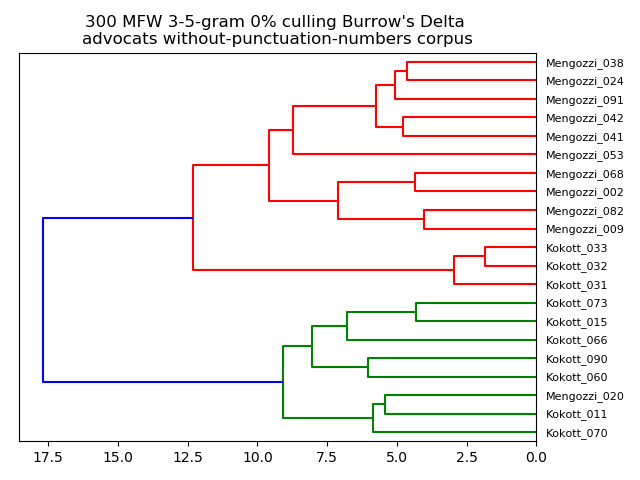 300 MFW 3-5-gram 0% culling Burrow's Delta
advocats without-punctuation-numbers corpus
Mengozzi_038
Mengozzi_024
Mengozzi_091
Mengozzi_042
Mengozzi_041
Mengozzi_053
Mengozzi_068
Mengozzi_002
Mengozzi_082
Mengozzi_009
Kokott_033
Kokott_032
Kokott_031
Kokott_073
Kokott_015
Kokott_066
Kokott_090
Kokott_060
Mengozzi_020
Kokott_011
Kokott_070
17.5 15.0 12.5 10.0 7.5 5.0 2.5 0.0